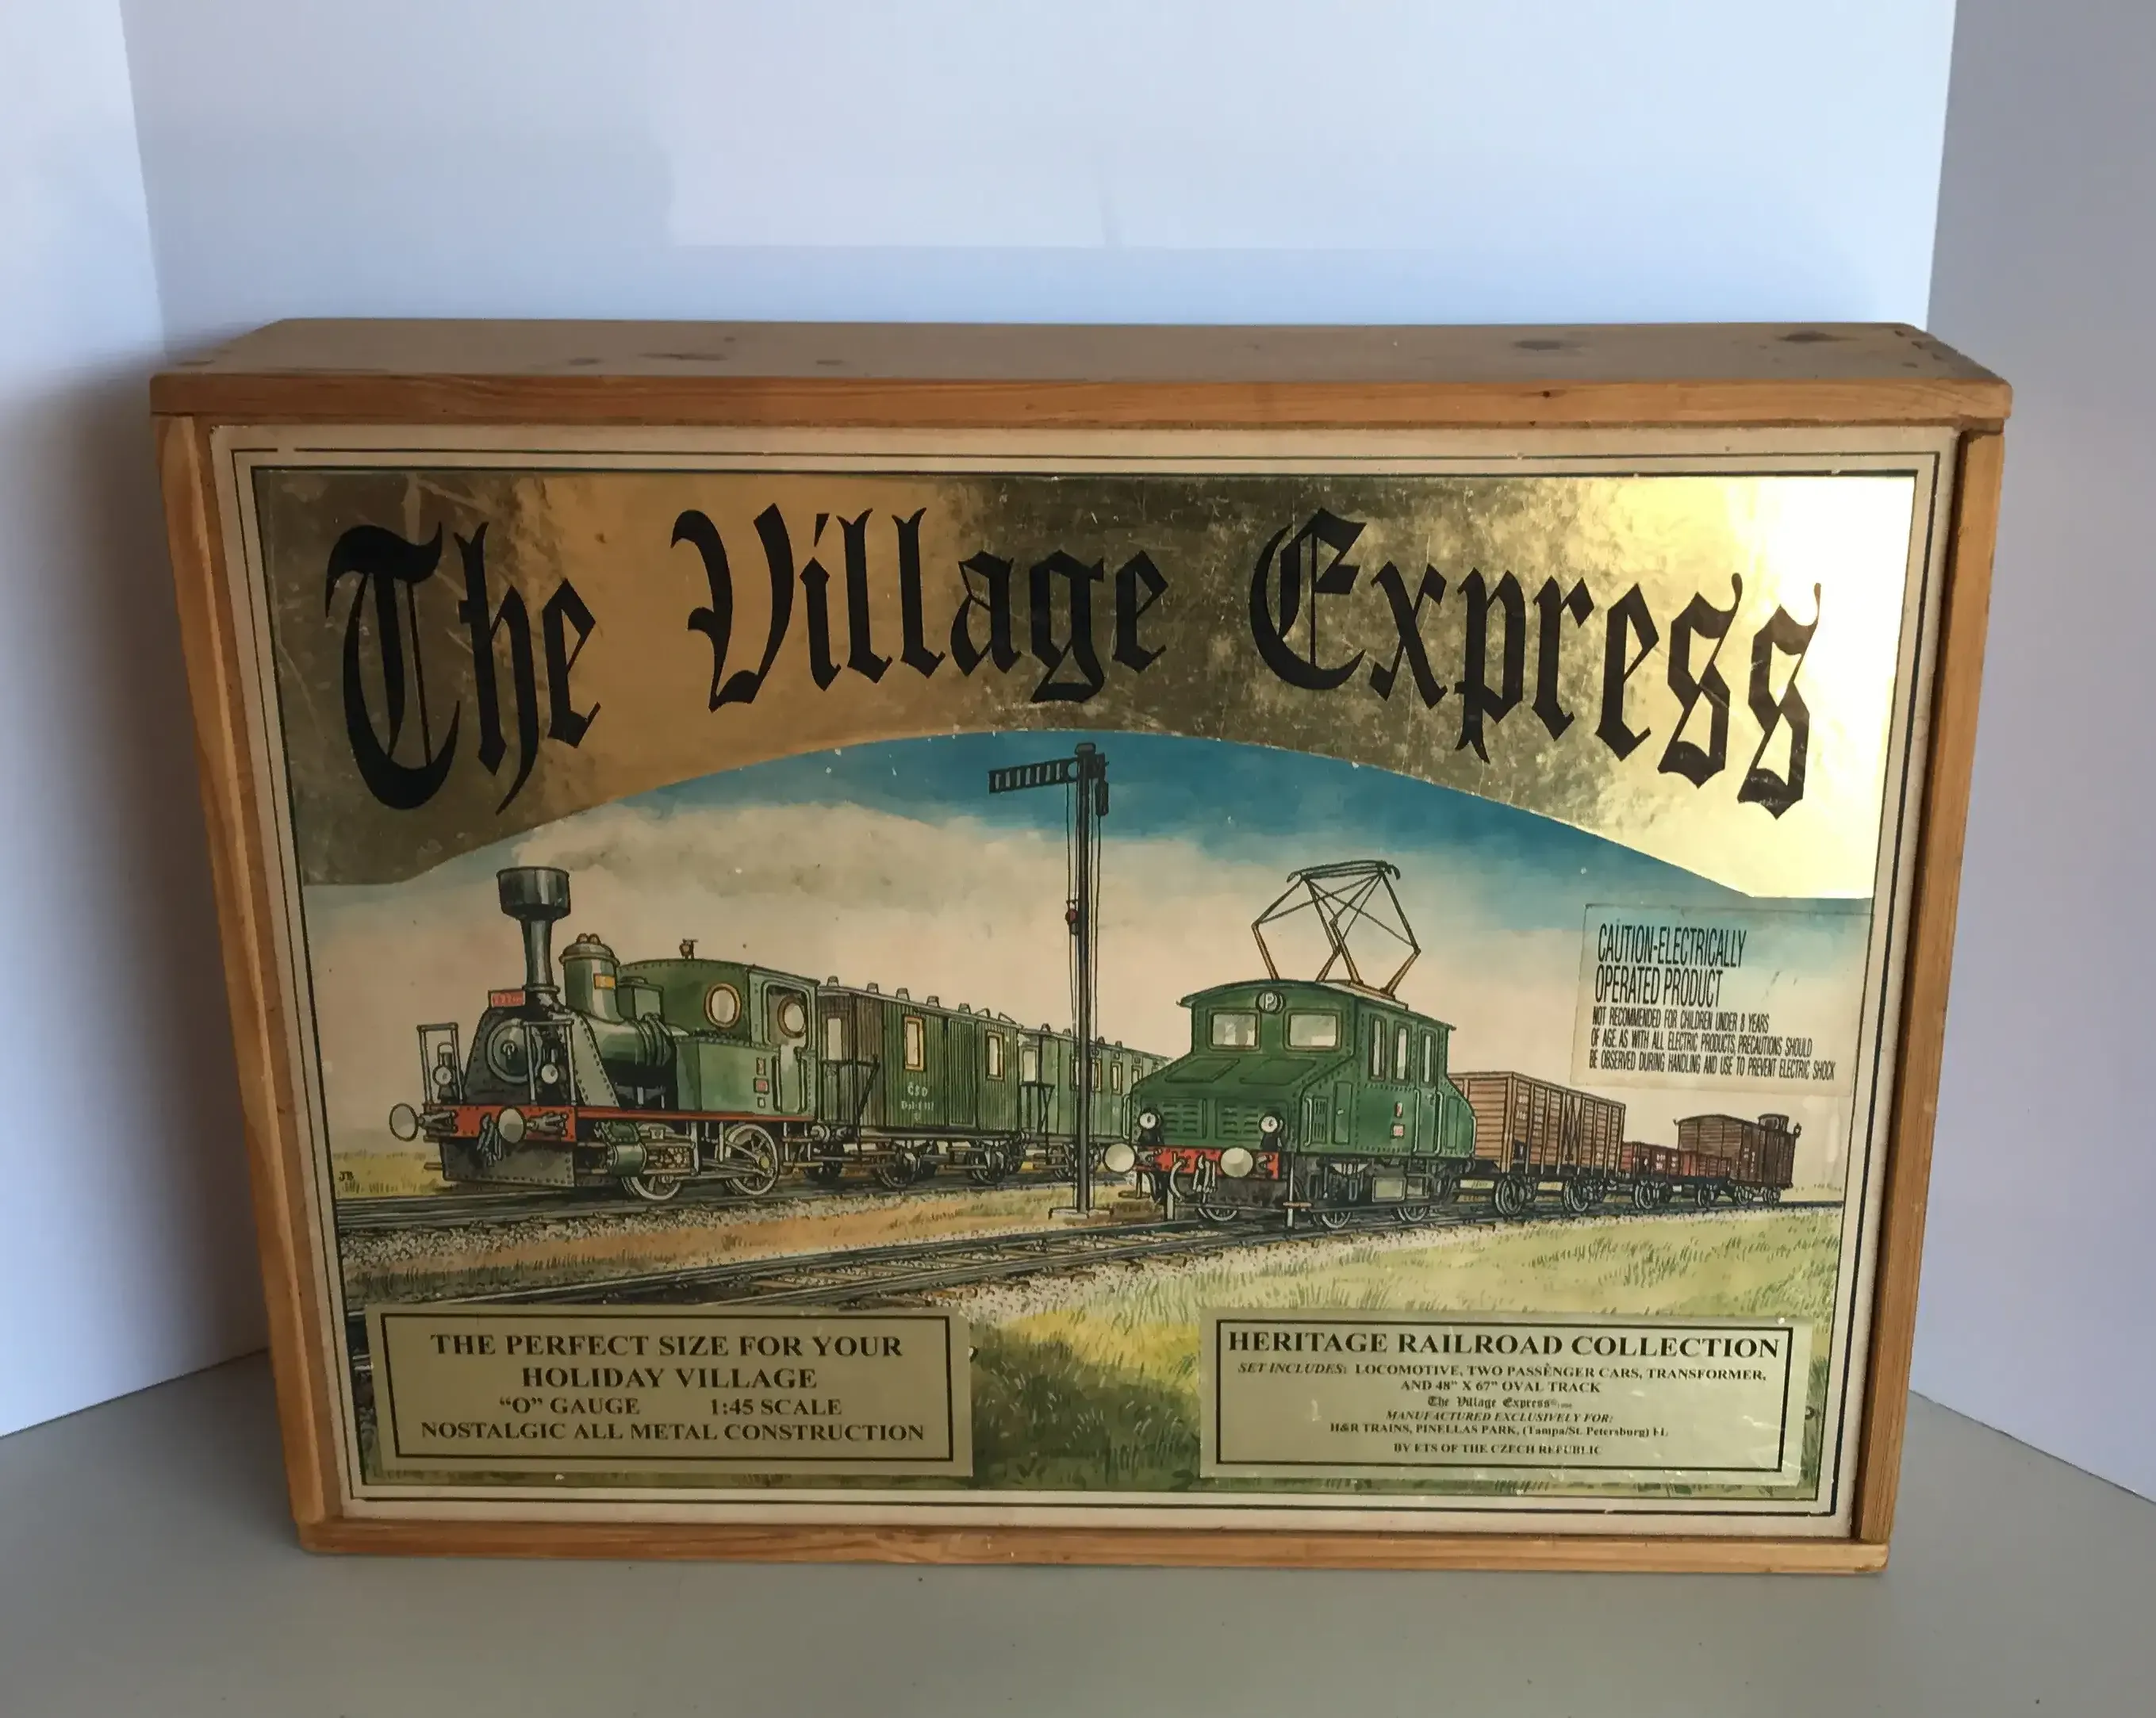 The Village Express
CAUTION-ELECTRICALLY
OPERATED PRODUCT
NOT RECOMMENDED FOR CHILDREN UNDER 8 YEARS
OF AGE. AS WITH ALL ELECTRIC PRODUCTS, PRECAUTIONS SHOULD
BE OBSERVED DURING HANDLING AND USE TO PREVENT ELECTRIC SHOCK
P
ČSD
JB
THE PERFECT SIZE FOR YOUR
HOLIDAY VILLAGE
“O” GAUGE 1:45 SCALE
NOSTALGIC ALL METAL CONSTRUCTION
HERITAGE RAILROAD COLLECTION
SET INCLUDES: LOCOMOTIVE, TWO PASSÈNGER CARS, TRANSFORMER,
AND 48" X 67" OVAL TRACK
The Village Express®
MANUFACTURED EXCLUSIVELY FOR:
H&R TRAINS, PINELLAS PARK, (Tampa/St. Petersburg) FL
BY ETS OF THE CZECH REPUBLIC